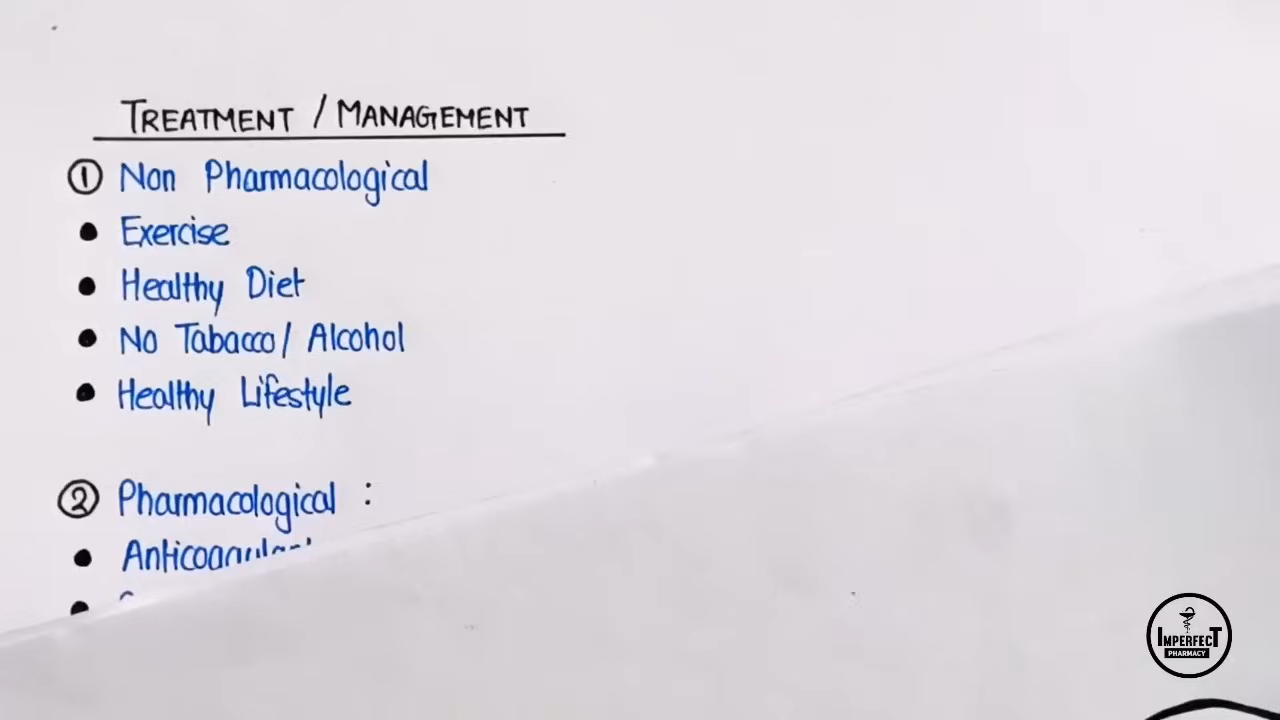 TREATMENT / MANAGEMENT
① Non Pharmacological
• Exercise
• Healthy Diet
• No Tabacco/ Alcohol
• Healthy Lifestyle
② Pharmacological :
•
•
IMPERFECT
PHARMACY